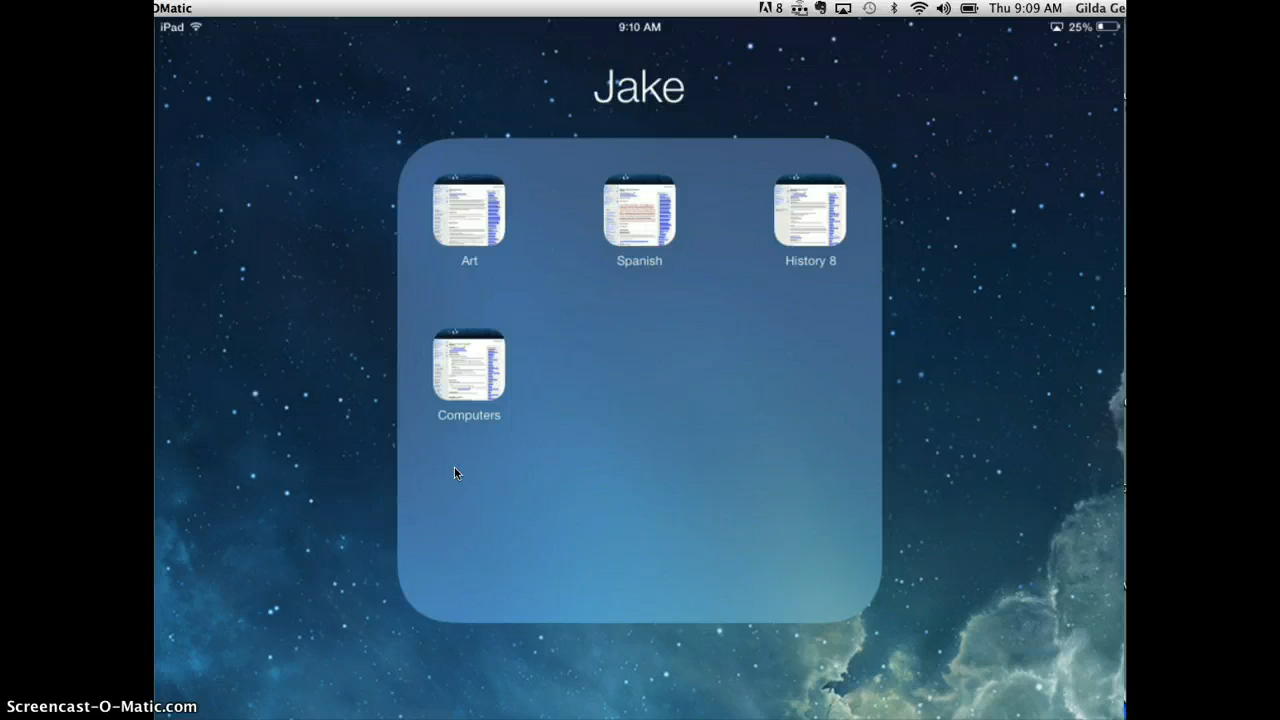 OMatic 8 Thu 9:09 AM Gilda Ge
iPad 9:10 AM 25%
Jake
Art Spanish History 8
Computers
Screencast-O-Matic.com